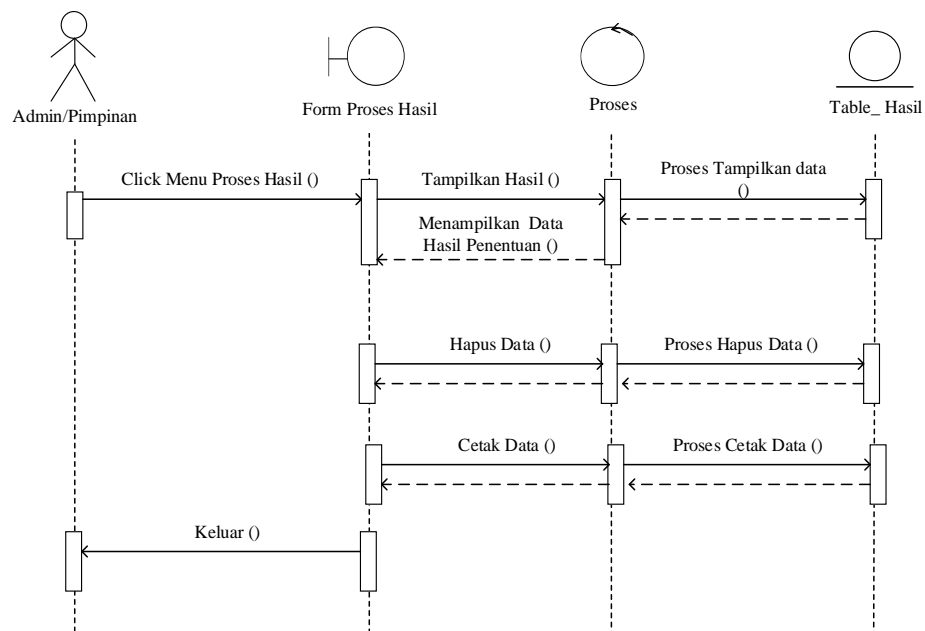 Admin/Pimpinan
Form Proses Hasil
Proses
Table_ Hasil
Click Menu Proses Hasil ()
Tampilkan Hasil ()
Proses Tampilkan data
()
Menampilkan Data
Hasil Penentuan ()
Hapus Data ()
Proses Hapus Data ()
Cetak Data ()
Proses Cetak Data ()
Keluar ()